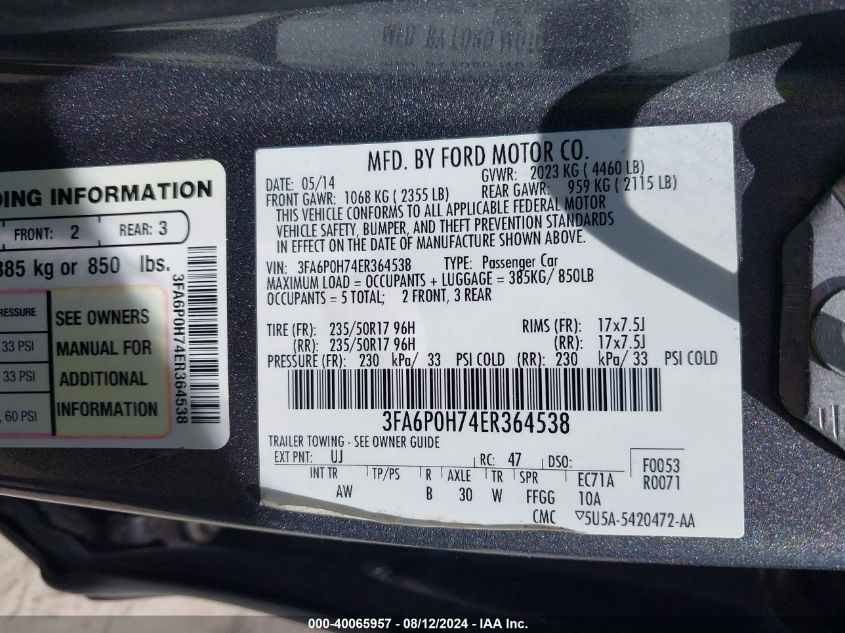 DING INFORMATION
FRONT: 2 REAR: 3
385 kg or 850 lbs.
PRESSURE
33 PSI
33 PSI
, 60 PSI
SEE OWNERS
MANUAL FOR
ADDITIONAL
INFORMATION
3FA6P0H74ER364538
MFD. BY FORD MOTOR CO.
DATE: 05/14 GVWR: 2023 KG ( 4460 LB)
FRONT GAWR: 1068 KG ( 2355 LB) REAR GAWR: 959 KG ( 2115 LB)
THIS VEHICLE CONFORMS TO ALL APPLICABLE FEDERAL MOTOR
VEHICLE SAFETY, BUMPER, AND THEFT PREVENTION STANDARDS
IN EFFECT ON THE DATE OF MANUFACTURE SHOWN ABOVE.
VIN: 3FA6P0H74ER364538 TYPE: Passenger Car
MAXIMUM LOAD = OCCUPANTS + LUGGAGE = 385KG/ 850LB
OCCUPANTS = 5 TOTAL; 2 FRONT, 3 REAR
TIRE (FR): 235/50R17 96H RIMS (FR): 17x7.5J
(RR): 235/50R17 96H (RR): 17x7.5J
PRESSURE (FR): 230 kPa/ 33 PSI COLD (RR): 230 kPa/ 33 PSI COLD
3FA6P0H74ER364538
TRAILER TOWING - SEE OWNER GUIDE
EXT PNT: UJ RC: 47 DSO: F0053
R0071
INT TR TP/PS R AXLE TR SPR EC71A
AW B 30 W FFGG 10A
CMC ▽5U5A-5420472-AA
000-40065957 - 08/12/2024 - IAA Inc.